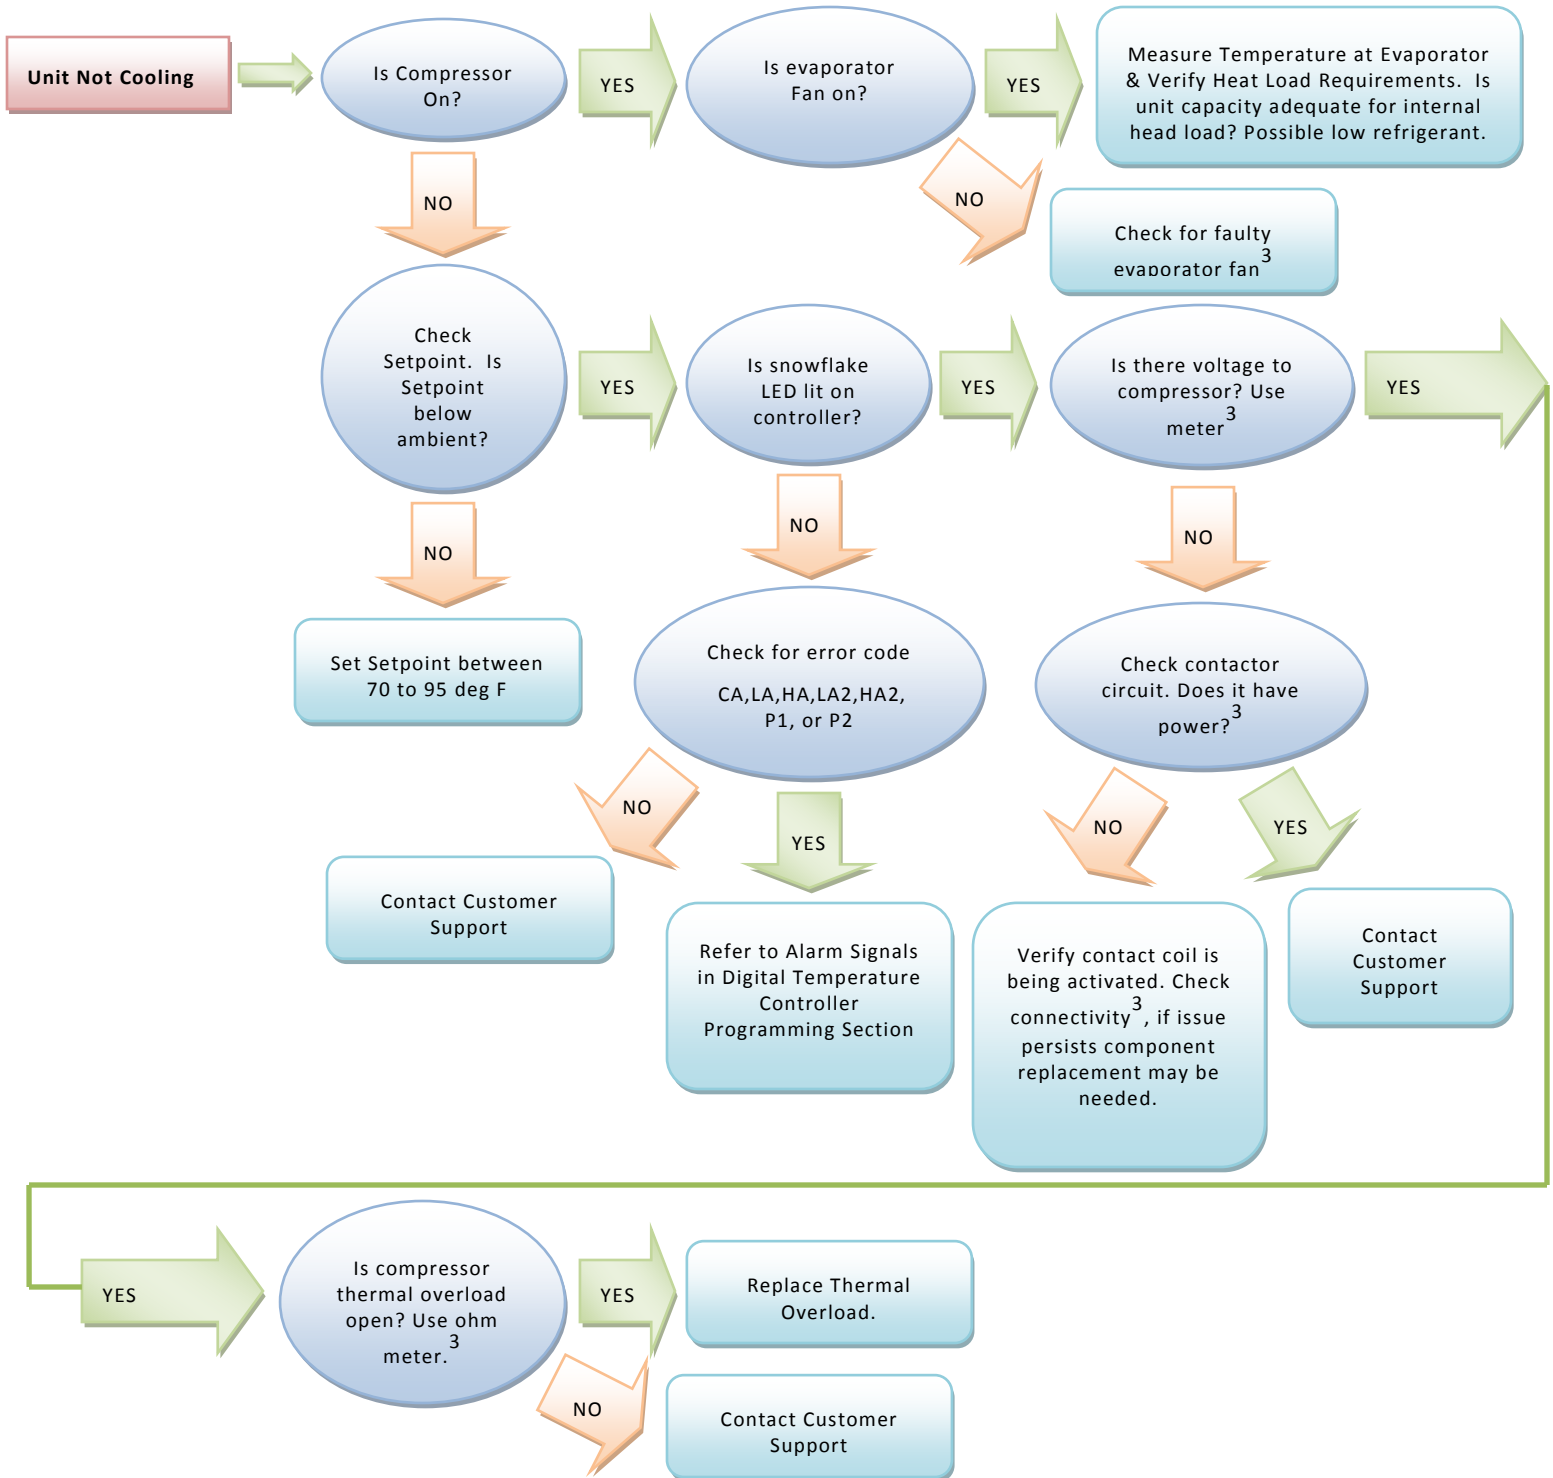 Unit Not Cooling
Is Compressor
On?
YES
Is evaporator
Fan on?
YES
Measure Temperature at Evaporator
& Verify Heat Load Requirements.  Is
unit capacity adequate for internal
head load? Possible low refrigerant.
NO
NO
Check for faulty
evaporator fan3
Check
Setpoint.  Is
Setpoint
below
ambient?
YES
Is snowflake
LED lit on
controller?
YES
Is there voltage to
compressor? Use
meter3
YES
NO
NO
NO
Set Setpoint between
70 to 95 deg F
Check for error code
CA,LA,HA,LA2,HA2,
P1, or P2
Check contactor
circuit. Does it have
power?3
NO
YES
NO
YES
Contact Customer
Support
Refer to Alarm Signals
in Digital Temperature
Controller
Programming Section
Verify contact coil is
being activated. Check
connectivity3, if issue
persists component
replacement may be
needed.
Contact
Customer
Support
YES
Is compressor
thermal overload
open? Use ohm
meter.3
YES
Replace Thermal
Overload.
NO
Contact Customer
Support